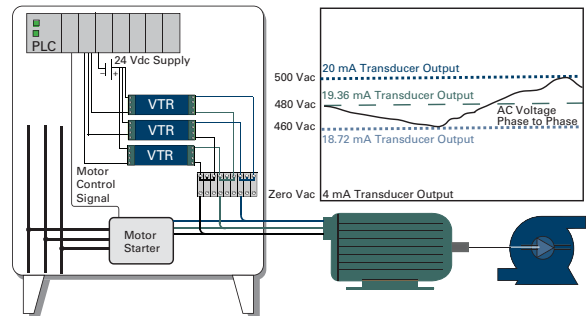 PLC
24 Vdc Supply
+
VTR
VTR
VTR
Motor
Control
Signal
Motor
Starter
20 mA Transducer Output
500 Vac
19.36 mA Transducer Output
480 Vac
AC Voltage
Phase to Phase
460 Vac
18.72 mA Transducer Output
Zero Vac
4 mA Transducer Output